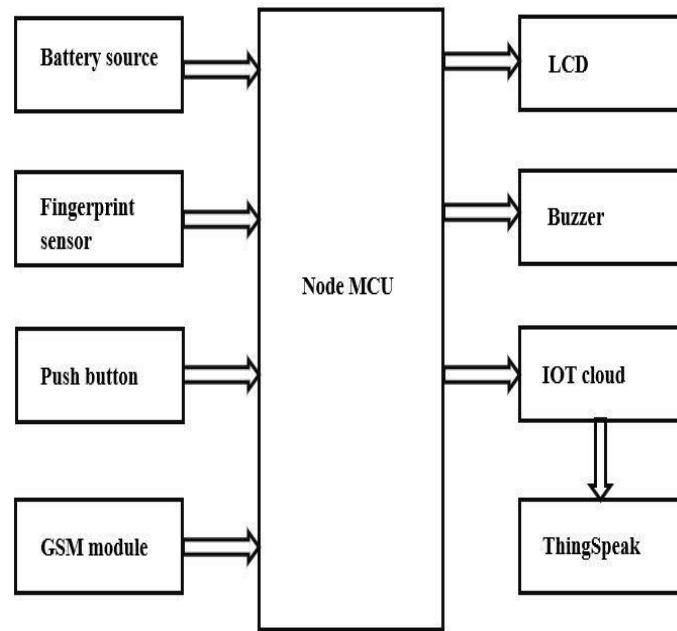 Battery source
LCD
Fingerprint
sensor
Buzzer
Node MCU
Push button
IOT cloud
GSM module
ThingSpeak